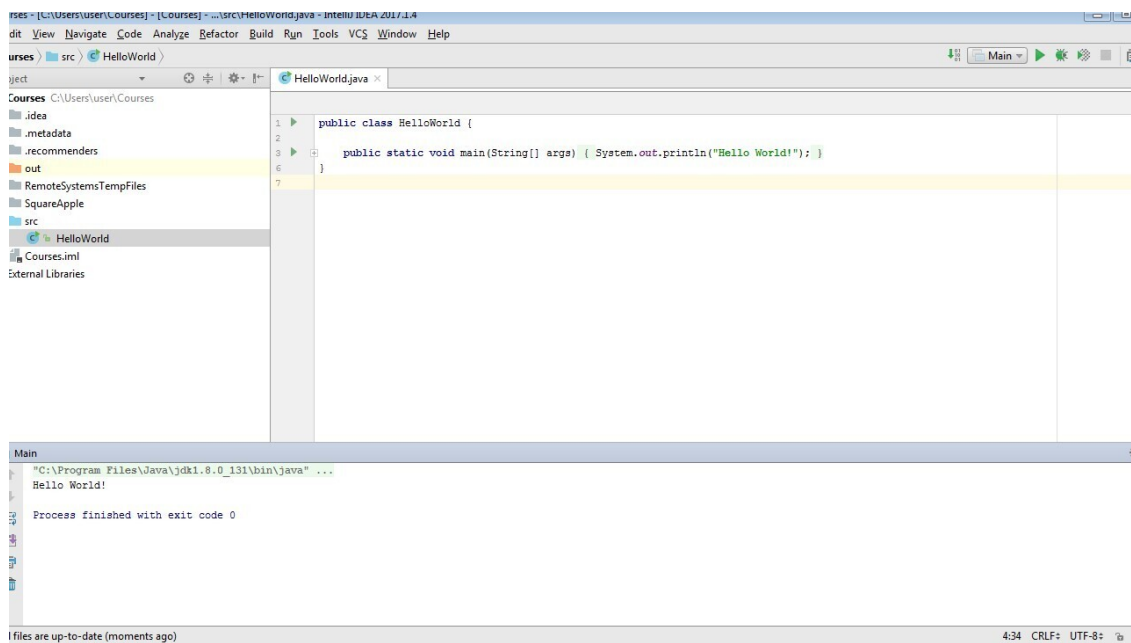 rses - [C:\Users\user\Courses] - [Courses] - ...\src\HelloWorld.java - IntelliJ IDEA 2017.1.4
dit View Navigate Code Analyze Refactor Build Run Tools VCS Window Help
urses src HelloWorld
Main
oject
HelloWorld.java
Courses C:\Users\user\Courses
.idea
.metadata
.recommenders
out
RemoteSystemsTempFiles
SquareApple
src
HelloWorld
Courses.iml
External Libraries
1 public class HelloWorld {
2
3 public static void main(String[] args) { System.out.println("Hello World!"); }
6 }
7
Main
"C:\Program Files\Java\jdk1.8.0_131\bin\java" ...
Hello World!
Process finished with exit code 0
l files are up-to-date (moments ago)
4:34 CRLF UTF-8